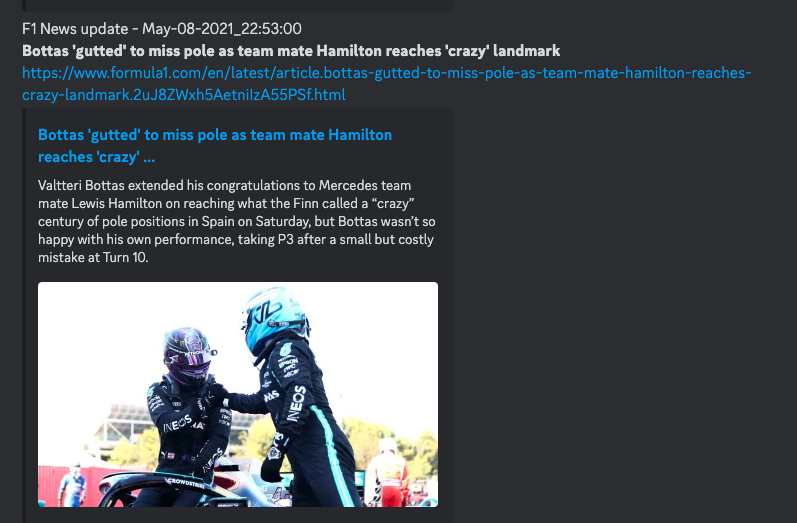 F1 News update - May-08-2021_22:53:00
Bottas 'gutted' to miss pole as team mate Hamilton reaches 'crazy' landmark
https://www.formula1.com/en/latest/article.bottas-gutted-to-miss-pole-as-team-mate-hamilton-reaches-
crazy-landmark.2uJ8ZWxh5AetniIzA55PSf.html
Bottas 'gutted' to miss pole as team mate Hamilton
reaches 'crazy' ...
Valtteri Bottas extended his congratulations to Mercedes team
mate Lewis Hamilton on reaching what the Finn called a “crazy”
century of pole positions in Spain on Saturday, but Bottas wasn’t so
happy with his own performance, taking P3 after a small but costly
mistake at Turn 10.
INEOS
INEOS
INEOS
EPSON
CROWDSTRIKE